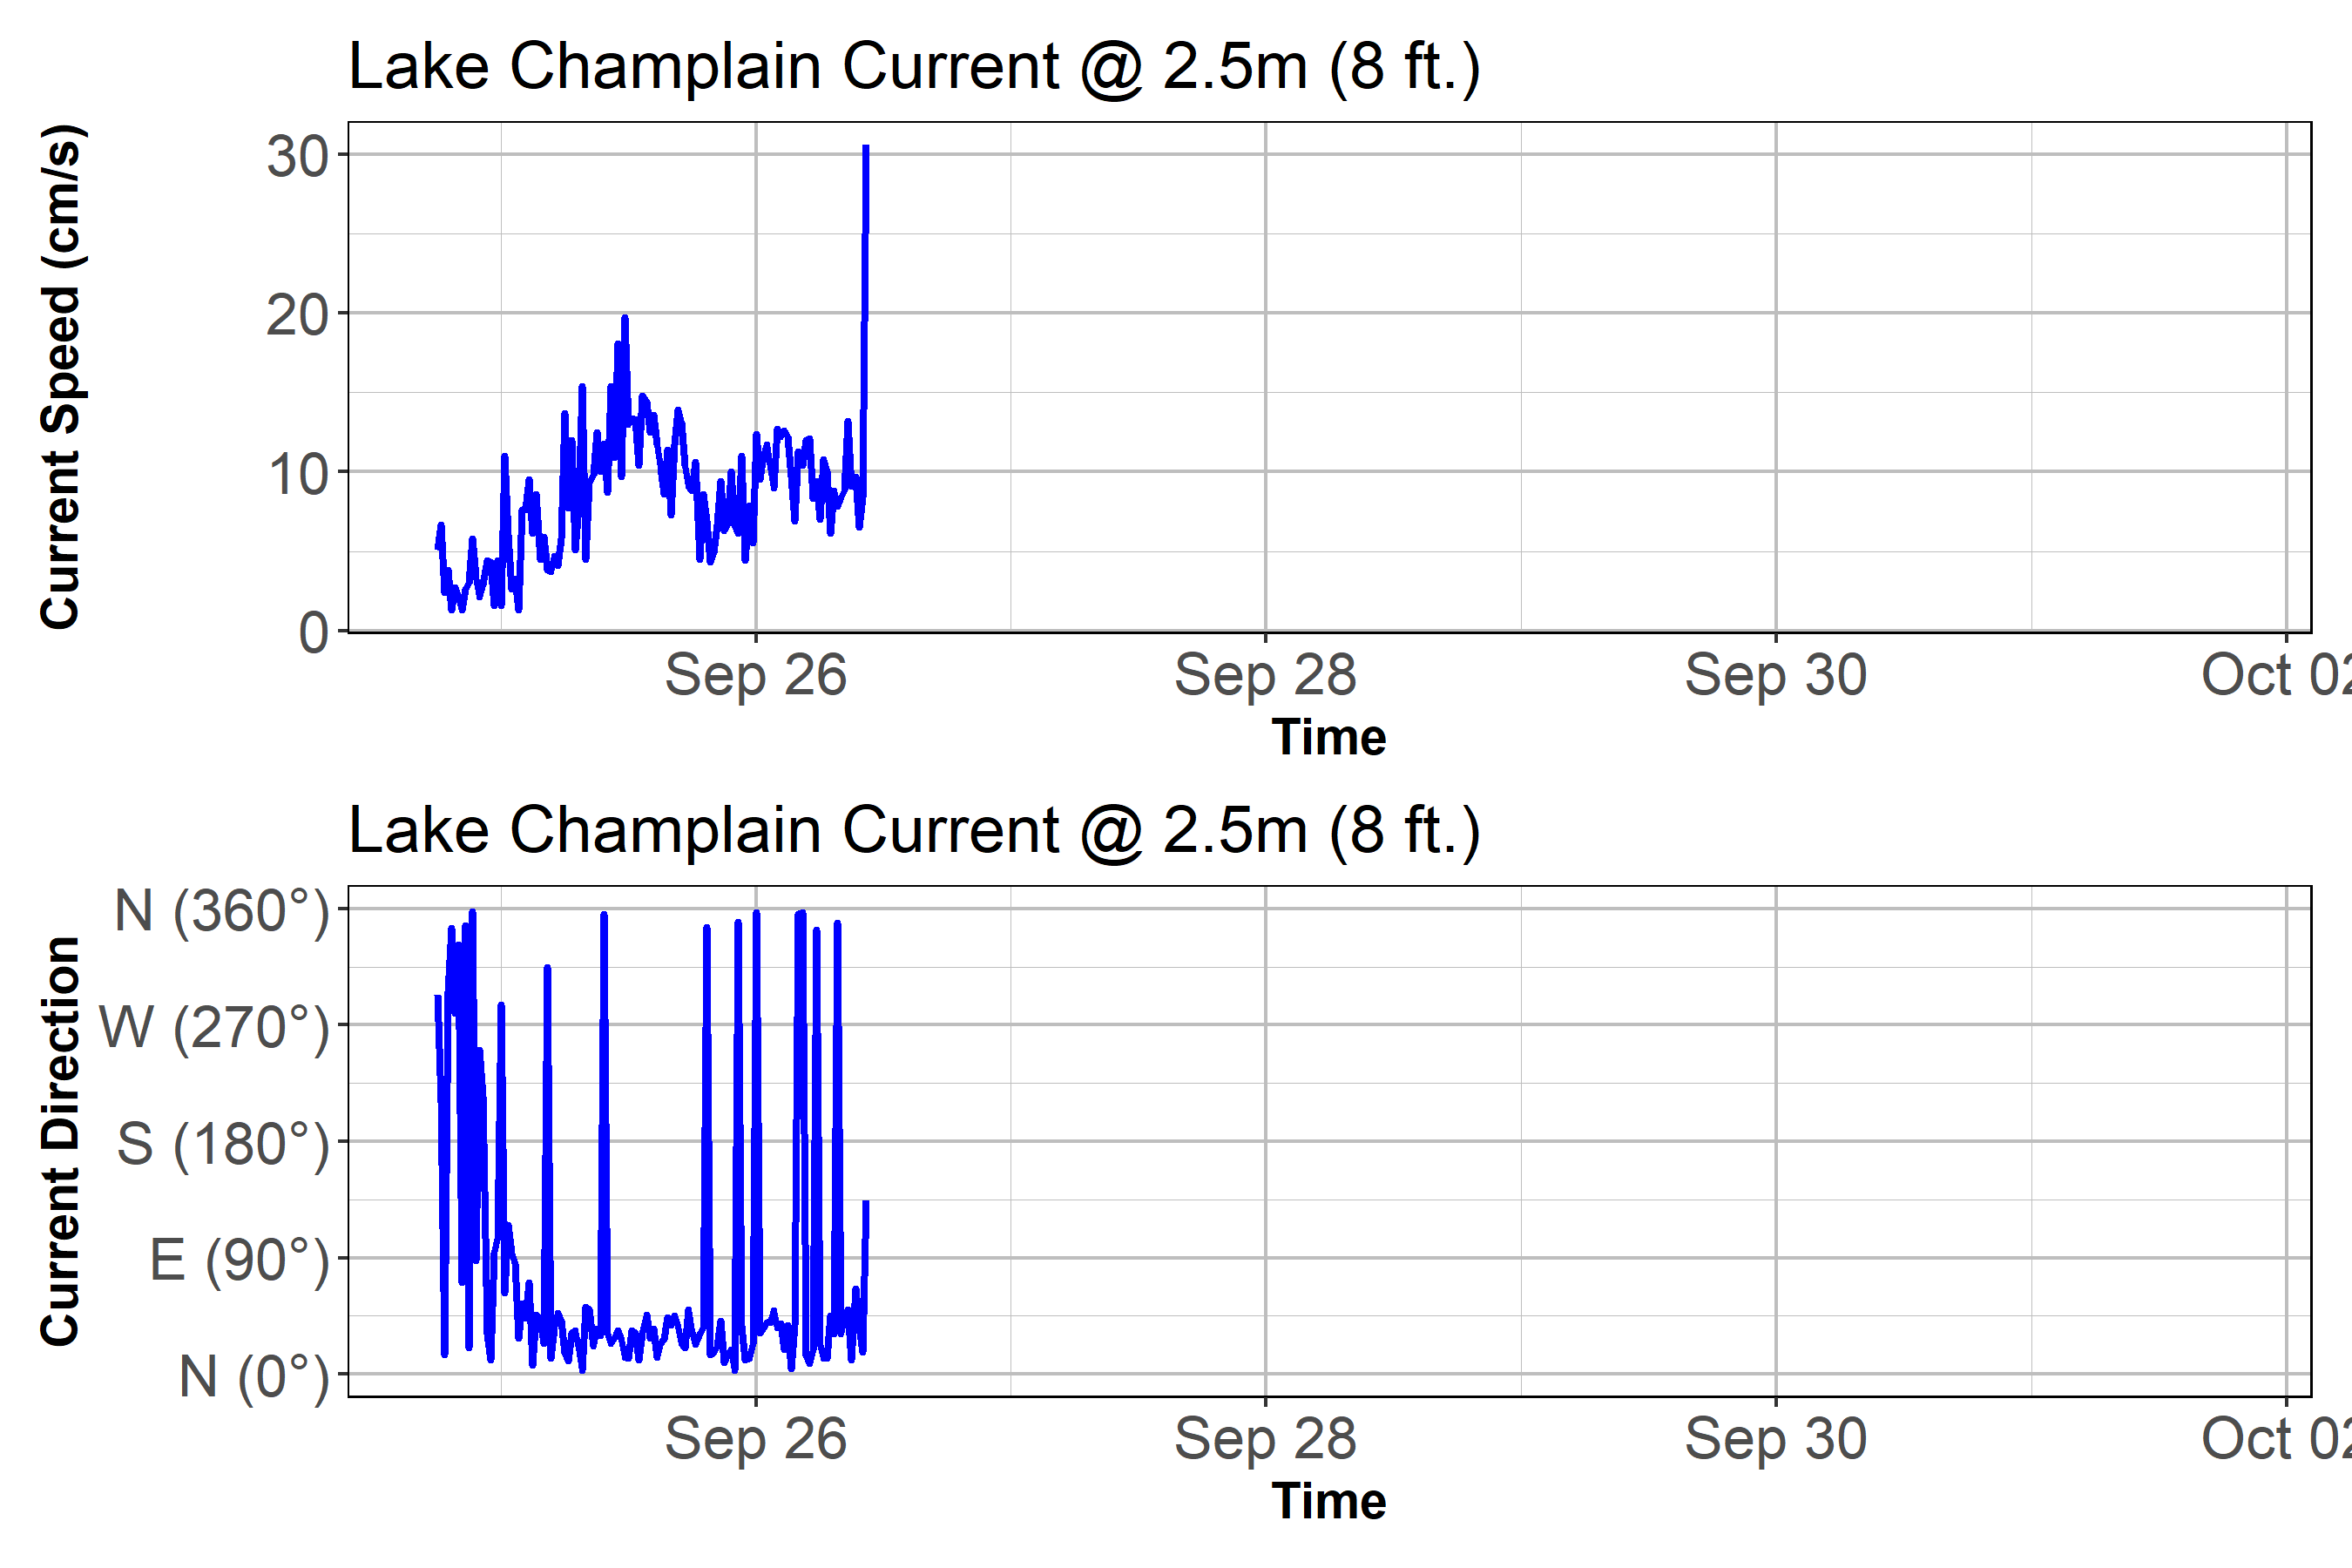 Lake Champlain Current @ 2.5m (8 ft.)
Current Speed (cm/s)
30
20
10
0
Sep 26
Sep 28
Sep 30
Oct 02
Time
Lake Champlain Current @ 2.5m (8 ft.)
Current Direction
N (360°)
W (270°)
S (180°)
E (90°)
N (0°)
Sep 26
Sep 28
Sep 30
Oct 02
Time